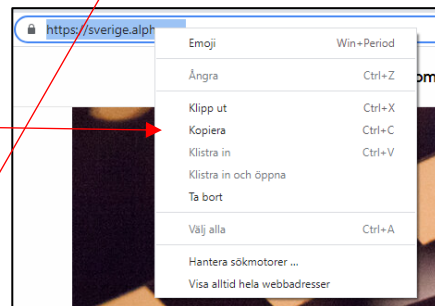 https://sverige.alph
Emoji Win+Period
Ångra Ctrl+Z
om
Klipp ut Ctrl+X
Kopiera Ctrl+C
Klistra in Ctrl+V
Klistra in och öppna
Ta bort
Välj alla Ctrl+A
Hantera sökmotorer ...
Visa alltid hela webbadresser